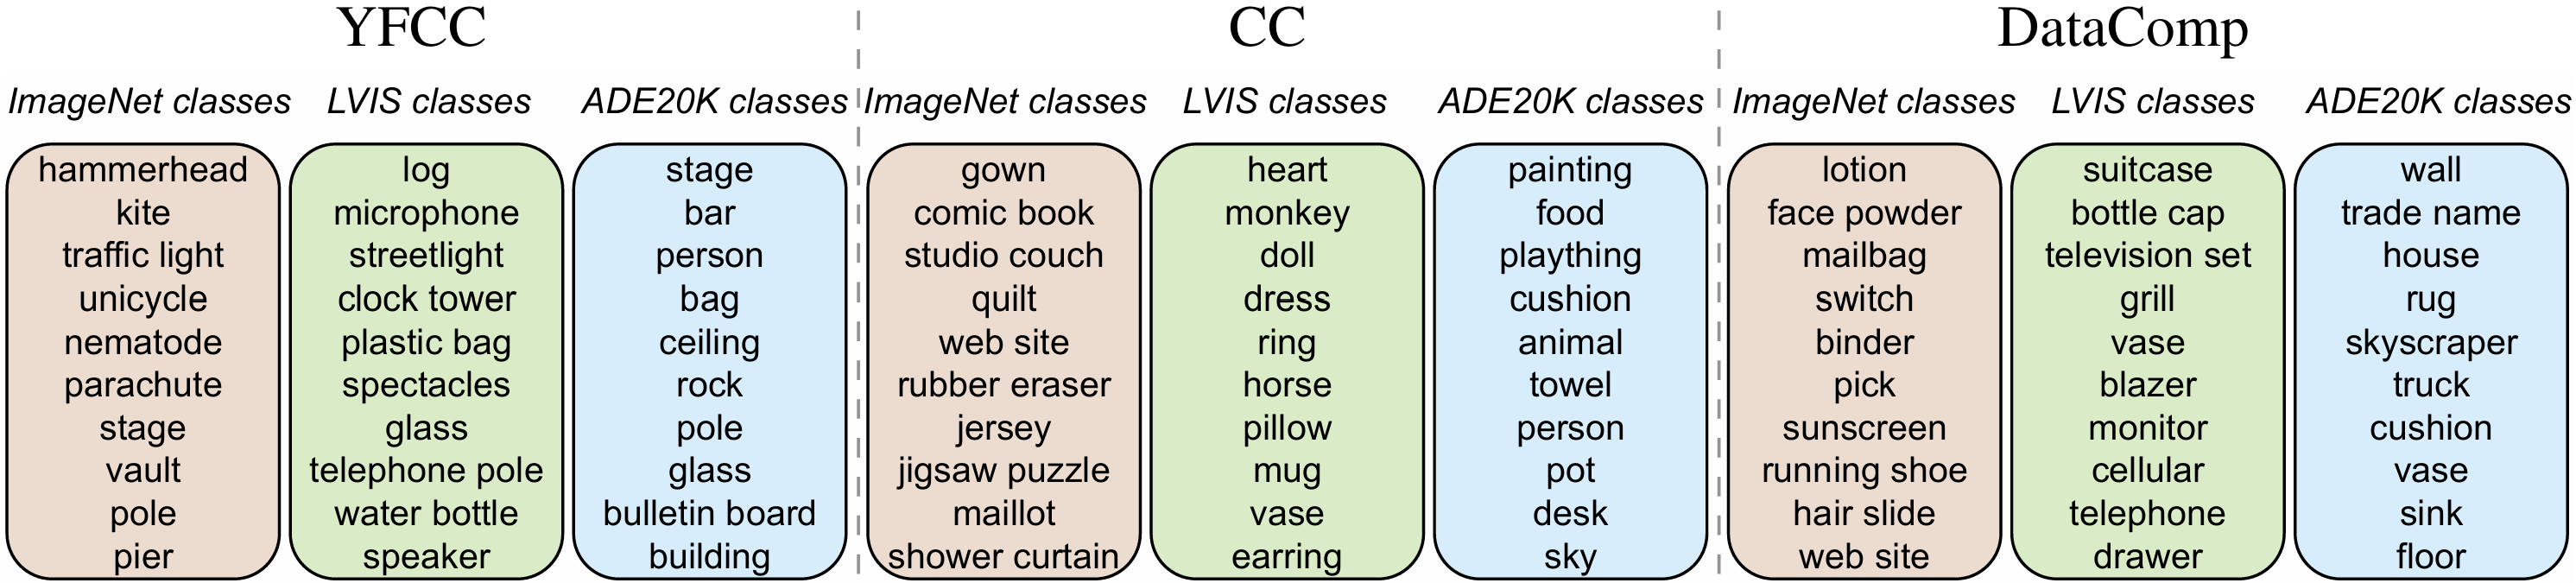 YFCC
ImageNet classes
hammerhead
kite
traffic light
unicycle
nematode
parachute
stage
vault
pole
pier
LVIS classes
log
microphone
streetlight
clock tower
plastic bag
spectacles
glass
telephone pole
water bottle
speaker
ADE20K classes
stage
bar
person
bag
ceiling
rock
pole
glass
bulletin board
building
CC
ImageNet classes
gown
comic book
studio couch
quilt
web site
rubber eraser
jersey
jigsaw puzzle
maillot
shower curtain
LVIS classes
heart
monkey
doll
dress
ring
horse
pillow
mug
vase
earring
ADE20K classes
painting
food
plaything
cushion
animal
towel
person
pot
desk
sky
DataComp
ImageNet classes
lotion
face powder
mailbag
switch
binder
pick
sunscreen
running shoe
hair slide
web site
LVIS classes
suitcase
bottle cap
television set
grill
vase
blazer
monitor
cellular
telephone
drawer
ADE20K classes
wall
trade name
house
rug
skyscraper
truck
cushion
vase
sink
floor